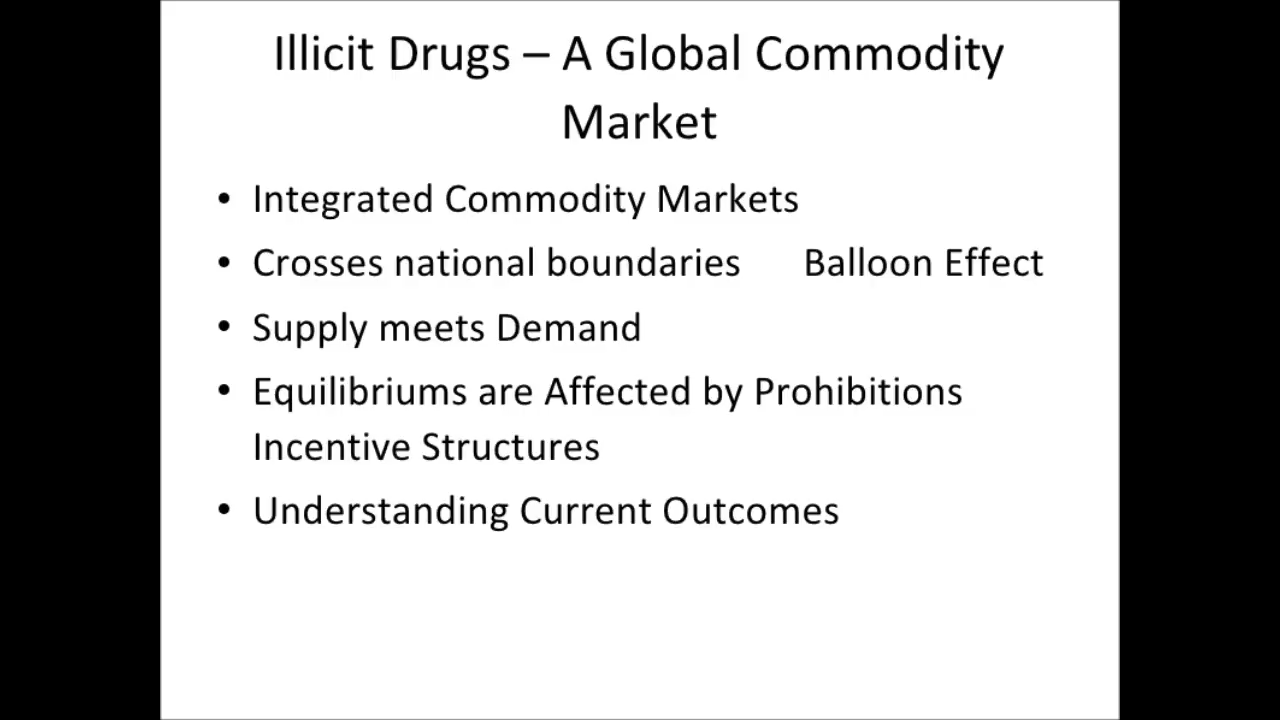 Illicit Drugs – A Global Commodity
Market
• Integrated Commodity Markets
• Crosses national boundaries Balloon Effect
• Supply meets Demand
• Equilibriums are Affected by Prohibitions
Incentive Structures
• Understanding Current Outcomes